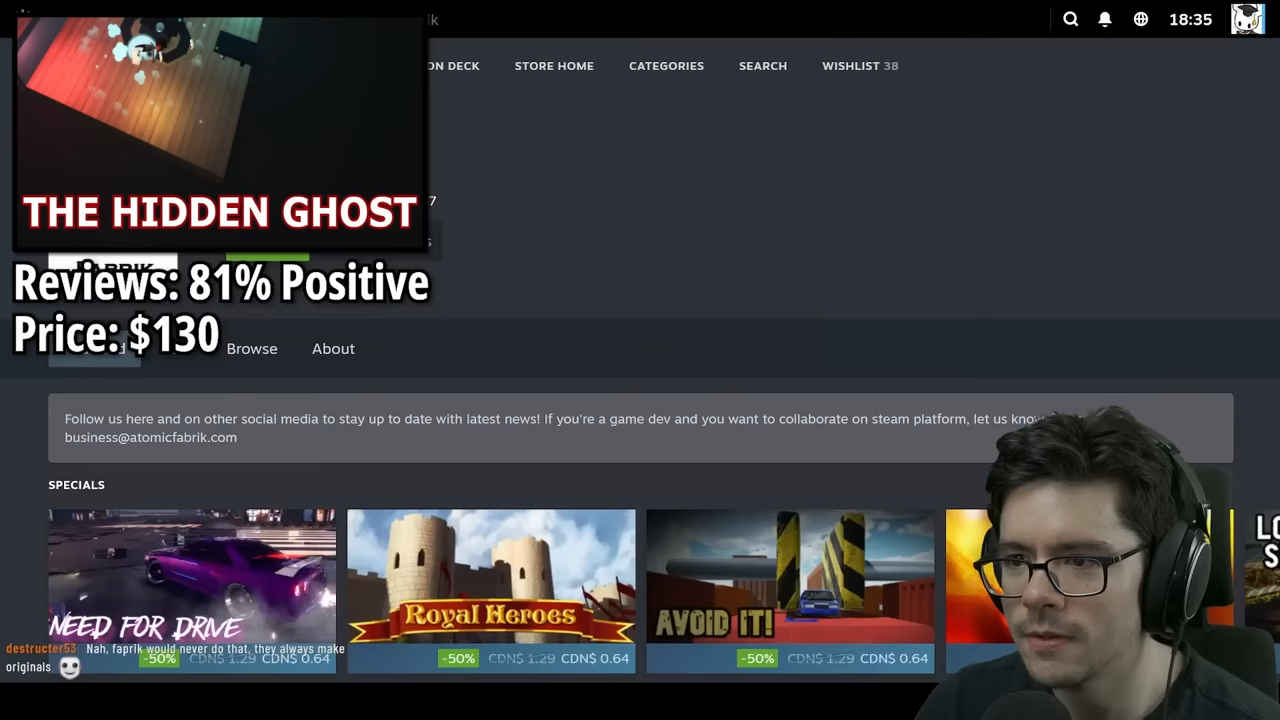 18:35
ON DECK STORE HOME CATEGORIES SEARCH WISHLIST 38
THE HIDDEN GHOST
Reviews: 81% Positive
Price: $130
Browse About
Follow us here and on other social media to stay up to date with latest news! If you're a game dev and you want to collaborate on steam platform, let us
business@atomicfabrik.com
SPECIALS
NEED FOR DRIVE
Royal Heroes
AVOID IT!
destructer53 Nah, faprik would never do that, they always make
originals
-50% CDN$ 1.29 CDN$ 0.64
-50% CDN$ 1.29 CDN$ 0.64
-50% CDN$ 1.29 CDN$ 0.64